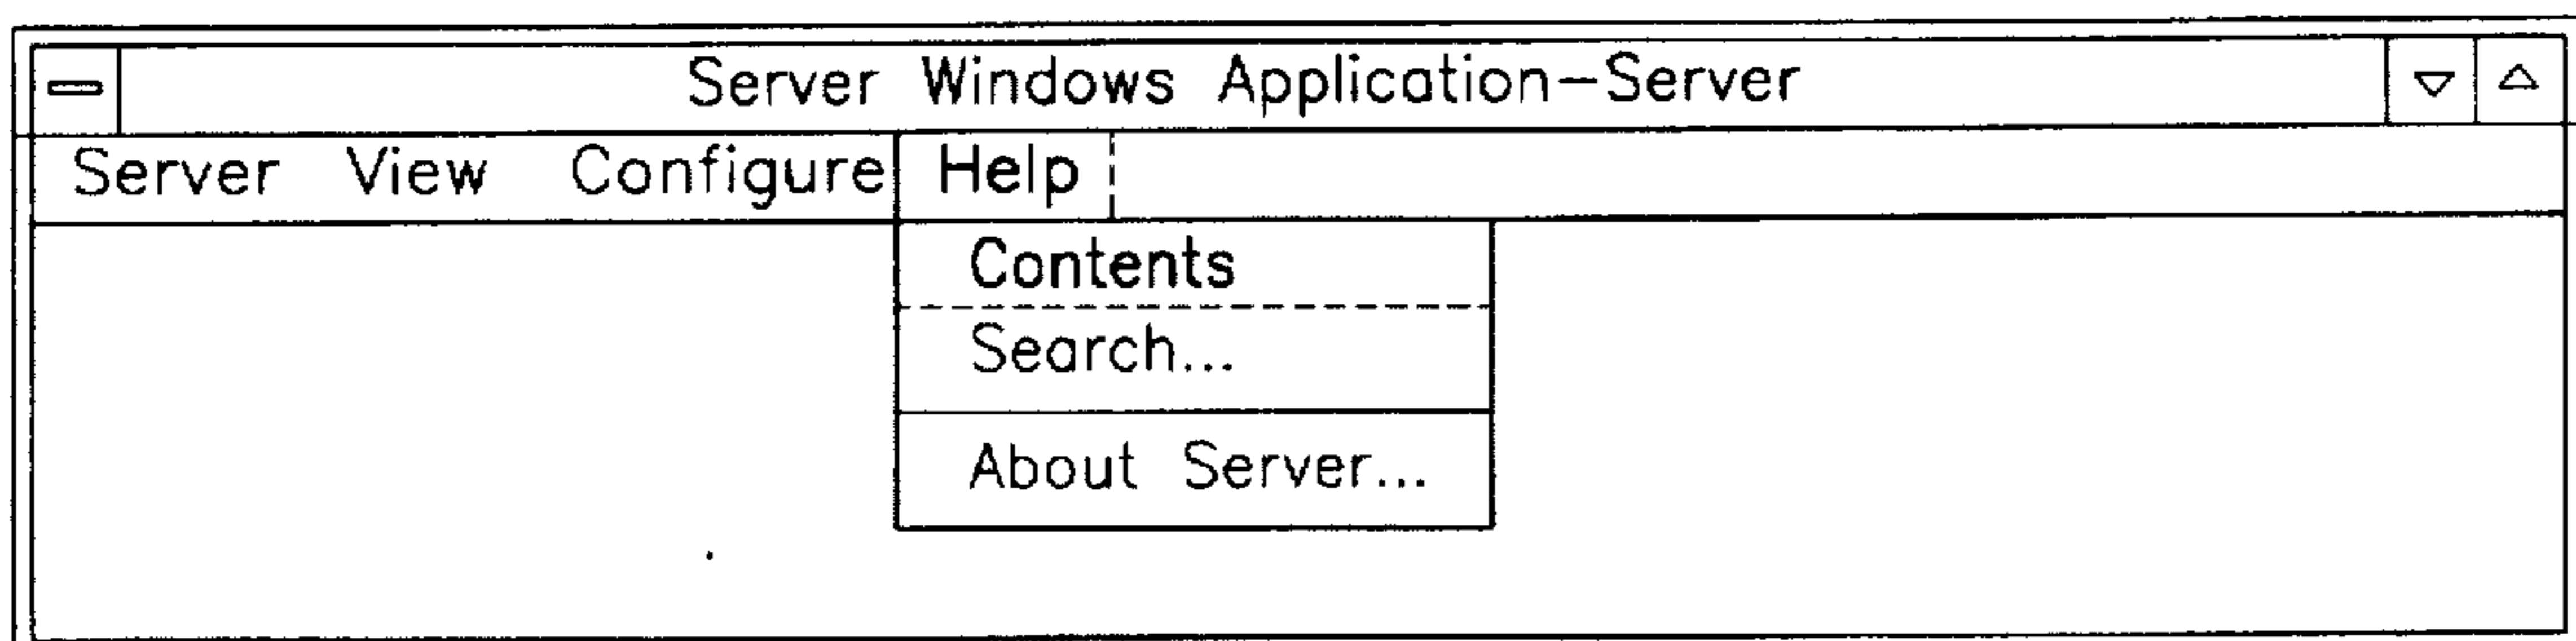 Server Windows Application-Server
Server View Configure Help
Contents
Search...
About Server...